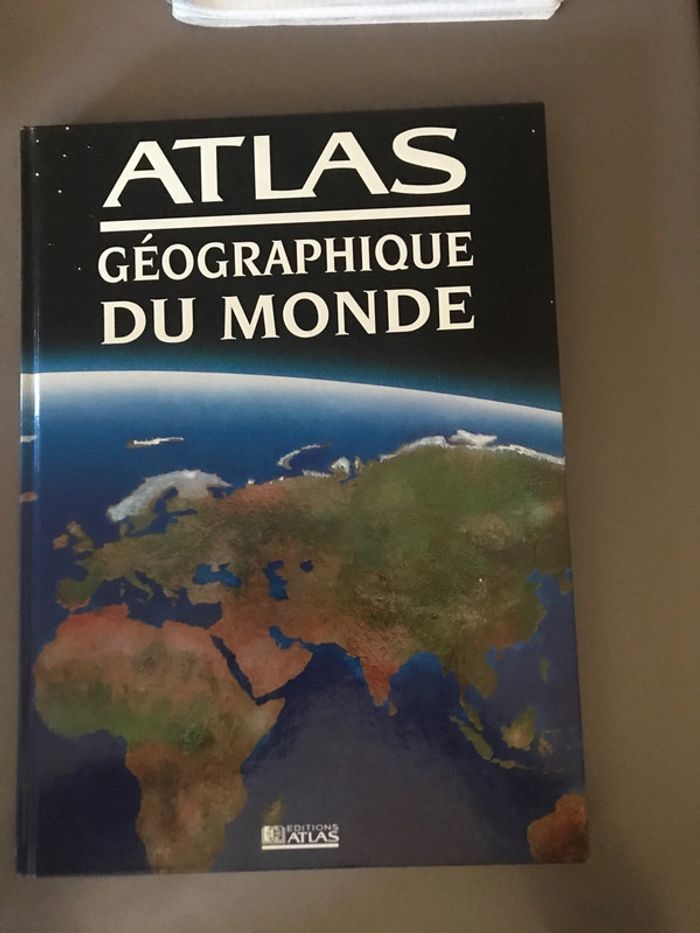 ATLAS
GÉOGRAPHIQUE
DU MONDE
EDITIONS
ATLAS